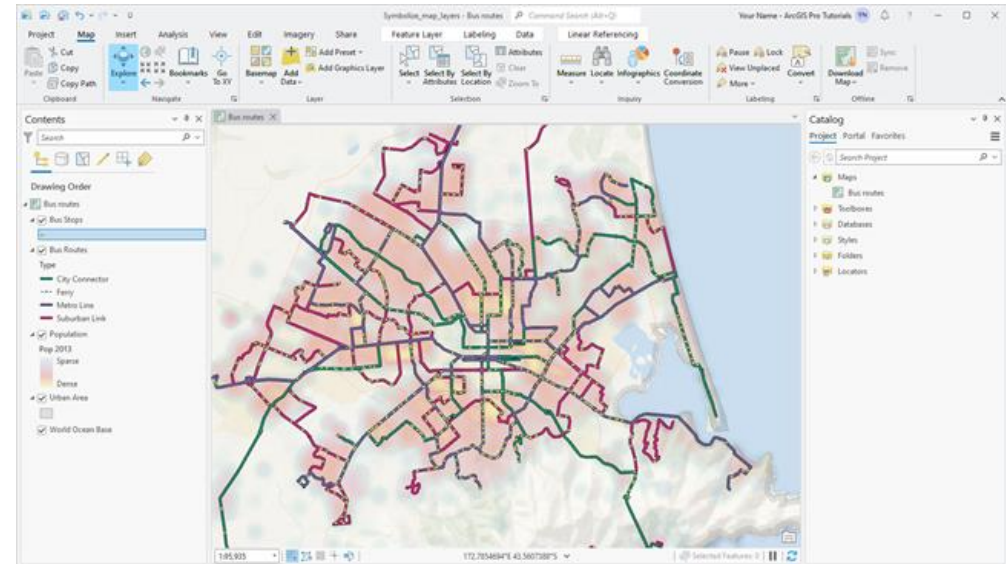 Symbolize_map_layers - Bus routes
Command Search (Alt+Q)
Your Name - ArcGIS Pro Tutorials YN
Project Map Insert Analysis View Edit Imagery Share Feature Layer Labeling Data Linear Referencing
Paste
Cut
Copy
Copy Path
Clipboard
Explore
Bookmarks
Go To XY
Navigate
Basemap
Add Data
Add Preset
Add Graphics Layer
Layer
Select
Select By Attributes
Select By Location
Attributes
Clear
Zoom To
Selection
Measure
Locate
Infographics
Coordinate Conversion
Inquiry
Pause
Lock
View Unplaced
More
Convert
Labeling
Download Map
Sync
Remove
Offline
Contents
Search
Drawing Order
Bus routes
Bus Stops
Bus Routes
Type
City Connector
Ferry
Metro Line
Suburban Link
Population
Pop 2013
Sparse
Dense
Urban Area
World Ocean Base
Bus routes
1:95,935
172.7654694°E 43.5607388°S
Selected Features: 0
Catalog
Project Portal Favorites
Search Project
Maps
Bus routes
Toolboxes
Databases
Styles
Folders
Locators